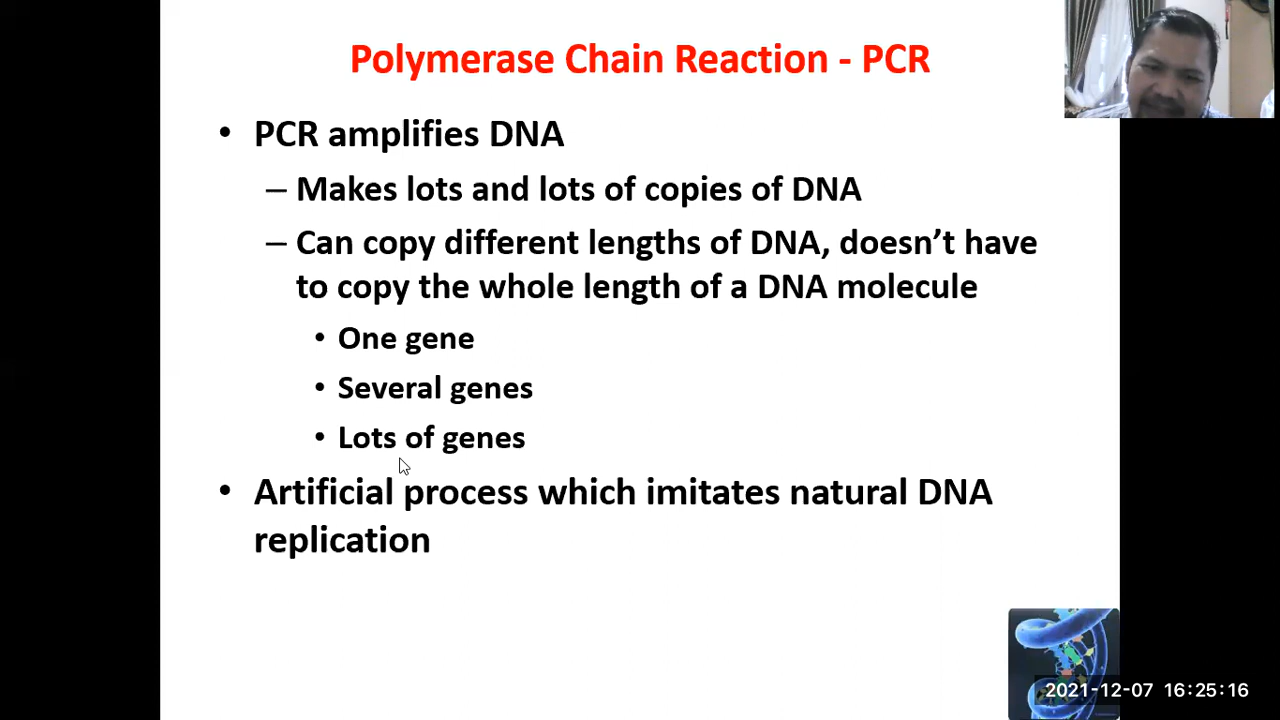 Polymerase Chain Reaction - PCR
• PCR amplifies DNA
– Makes lots and lots of copies of DNA
– Can copy different lengths of DNA, doesn’t have
to copy the whole length of a DNA molecule
• One gene
• Several genes
• Lots of genes
• Artificial process which imitates natural DNA
replication
2021-12-07 16:25:16